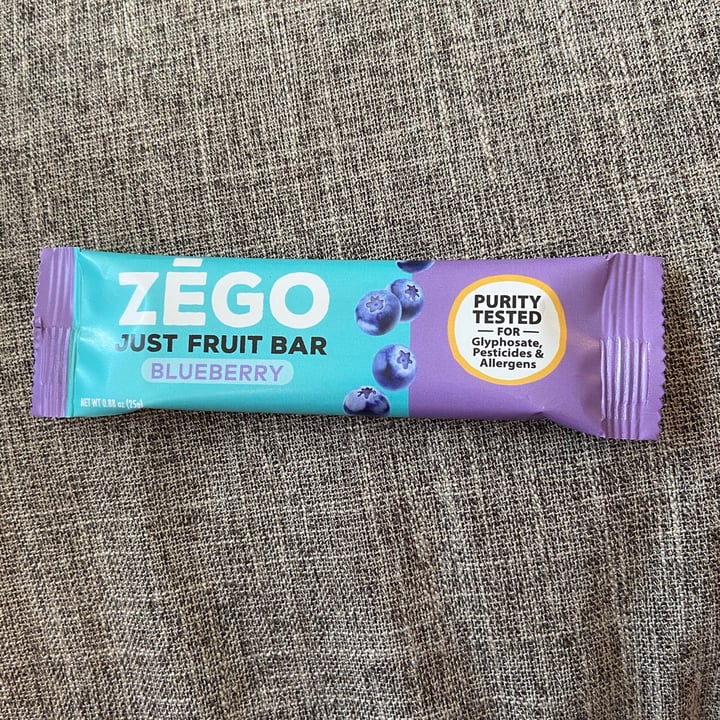 ZĒGO
JUST FRUIT BAR
BLUEBERRY
NET WT 0.88 oz (25g)
PURITY
TESTED
— FOR —
Glyphosate,
Pesticides &
Allergens